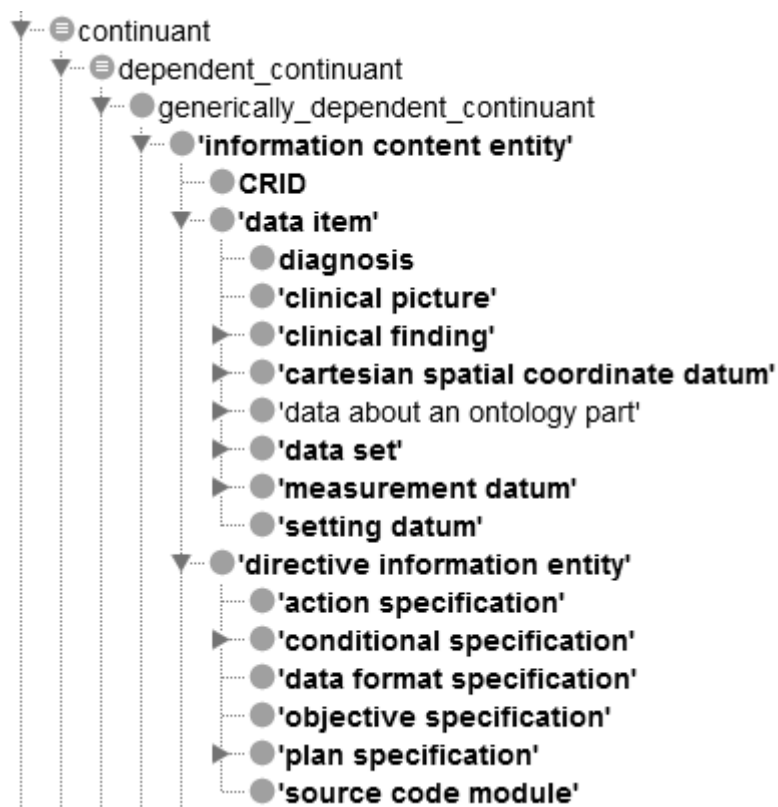 continuant
dependent_continuant
generically_dependent_continuant
'information content entity'
CRID
'data item'
diagnosis
'clinical picture'
'clinical finding'
'cartesian spatial coordinate datum'
'data about an ontology part'
'data set'
'measurement datum'
'setting datum'
'directive information entity'
'action specification'
'conditional specification'
'data format specification'
'objective specification'
'plan specification'
'source code module'